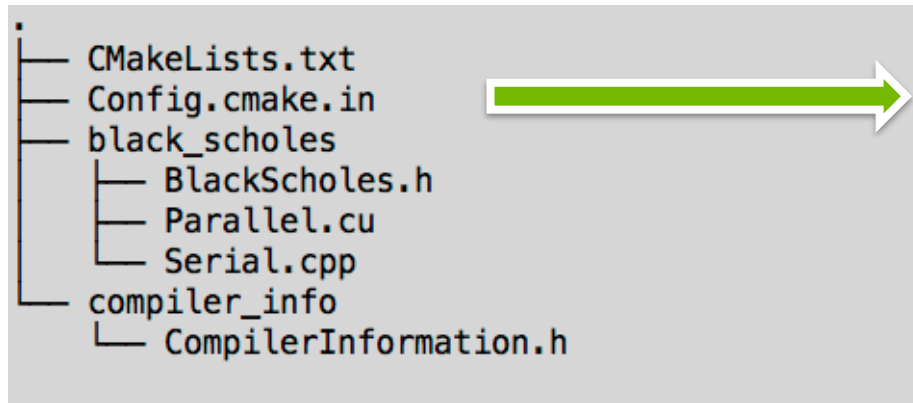 .
├── CMakeLists.txt
├── Config.cmake.in
├── black_scholes
│   ├── BlackScholes.h
│   ├── Parallel.cu
│   └── Serial.cpp
└── compiler_info
    └── CompilerInformation.h